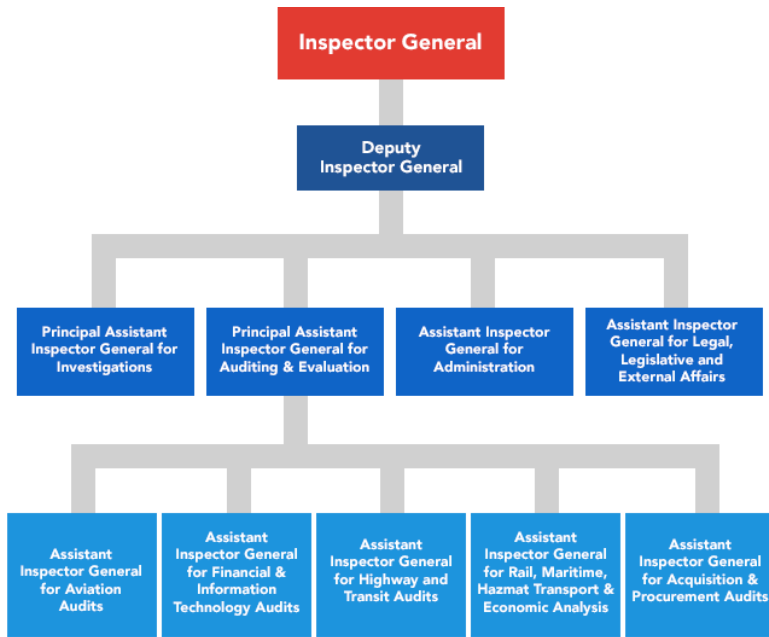 Inspector General
Deputy
Inspector General
Principal Assistant
Inspector General for
Investigations
Principal Assistant
Inspector General for
Auditing & Evaluation
Assistant Inspector
General for
Administration
Assistant Inspector
General for Legal,
Legislative and
External Affairs
Assistant
Inspector General
for Aviation
Audits
Assistant
Inspector General
for Financial &
Information
Technology Audits
Assistant
Inspector General
for Highway and
Transit Audits
Assistant
Inspector General
for Rail, Maritime,
Hazmat Transport &
Economic Analysis
Assistant
Inspector General
for Acquisition &
Procurement Audits